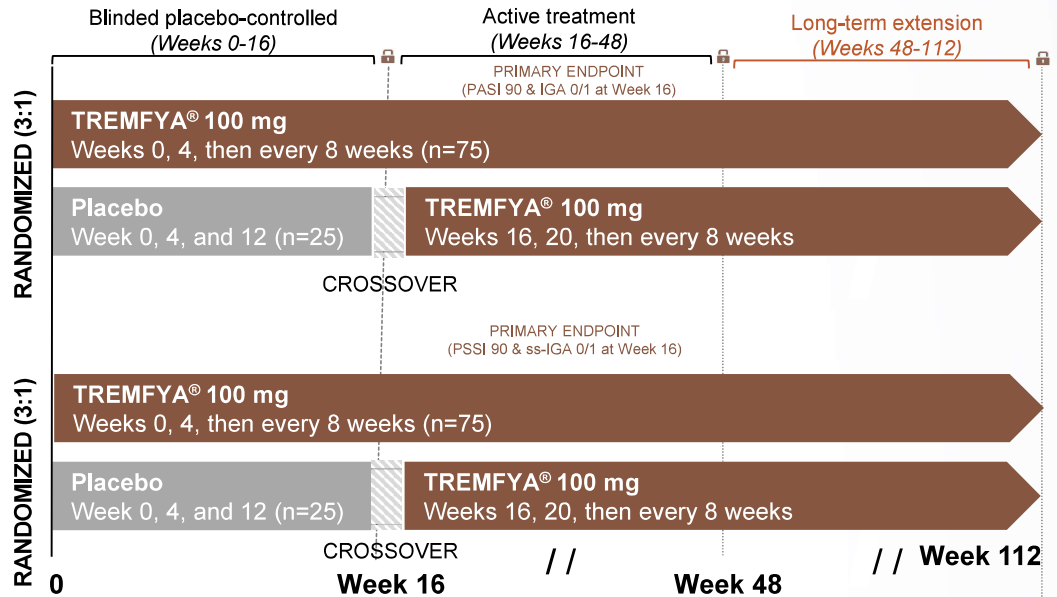 Blinded placebo-controlled
(Weeks 0-16)
Active treatment
(Weeks 16-48)
Long-term extension
(Weeks 48-112)
PRIMARY ENDPOINT
(PASI 90 & IGA 0/1 at Week 16)
RANDOMIZED (3:1)
TREMFYA® 100 mg
Weeks 0, 4, then every 8 weeks (n=75)
Placebo
Week 0, 4, and 12 (n=25)
TREMFYA® 100 mg
Weeks 16, 20, then every 8 weeks
CROSSOVER
PRIMARY ENDPOINT
(PSSI 90 & ss-IGA 0/1 at Week 16)
RANDOMIZED (3:1)
TREMFYA® 100 mg
Weeks 0, 4, then every 8 weeks (n=75)
Placebo
Week 0, 4, and 12 (n=25)
TREMFYA® 100 mg
Weeks 16, 20, then every 8 weeks
CROSSOVER
0
Week 16
//
Week 48
//
Week 112